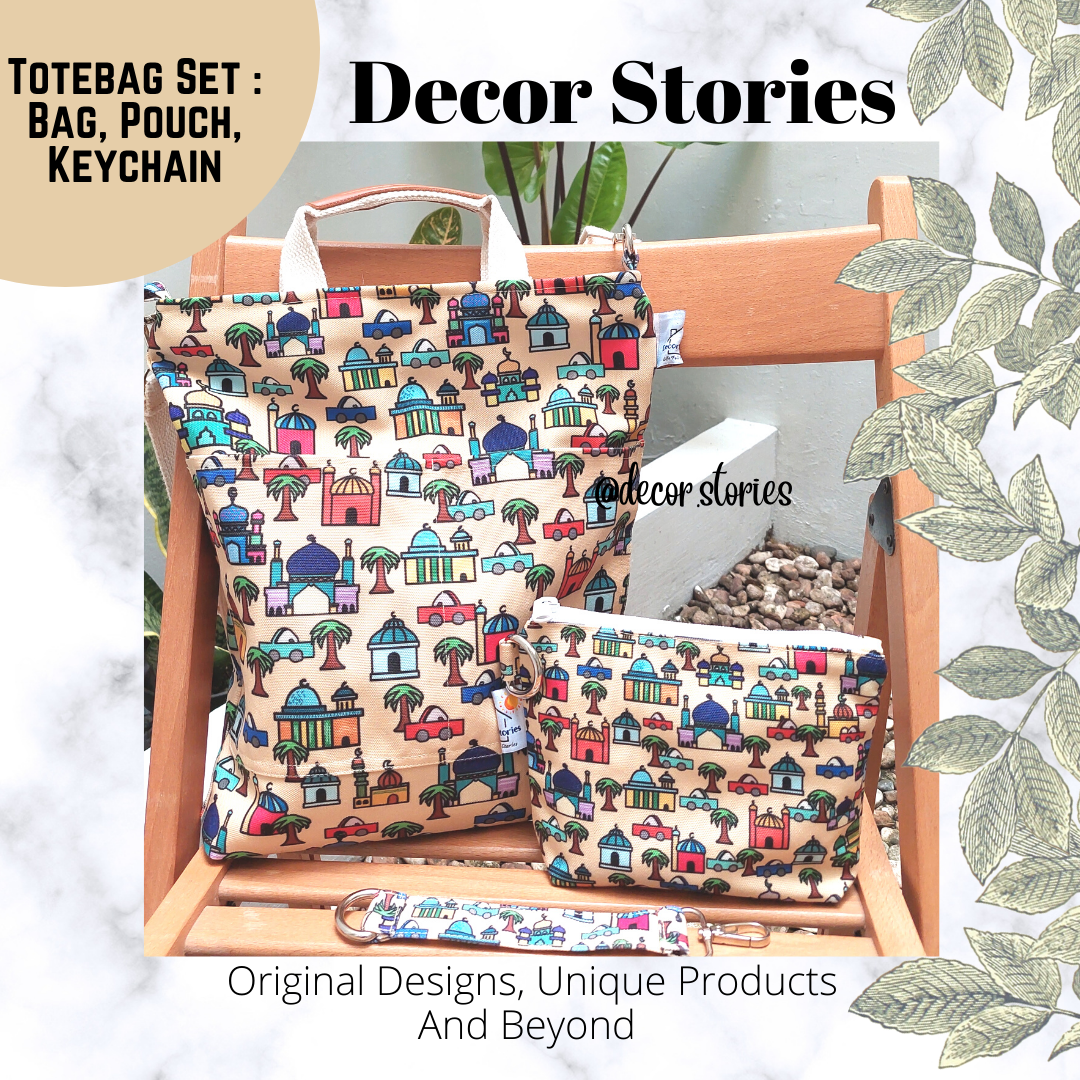 Totebag Set :
Bag, Pouch,
Keychain
Decor Stories
@decor.stories
Original Designs, Unique Products
And Beyond